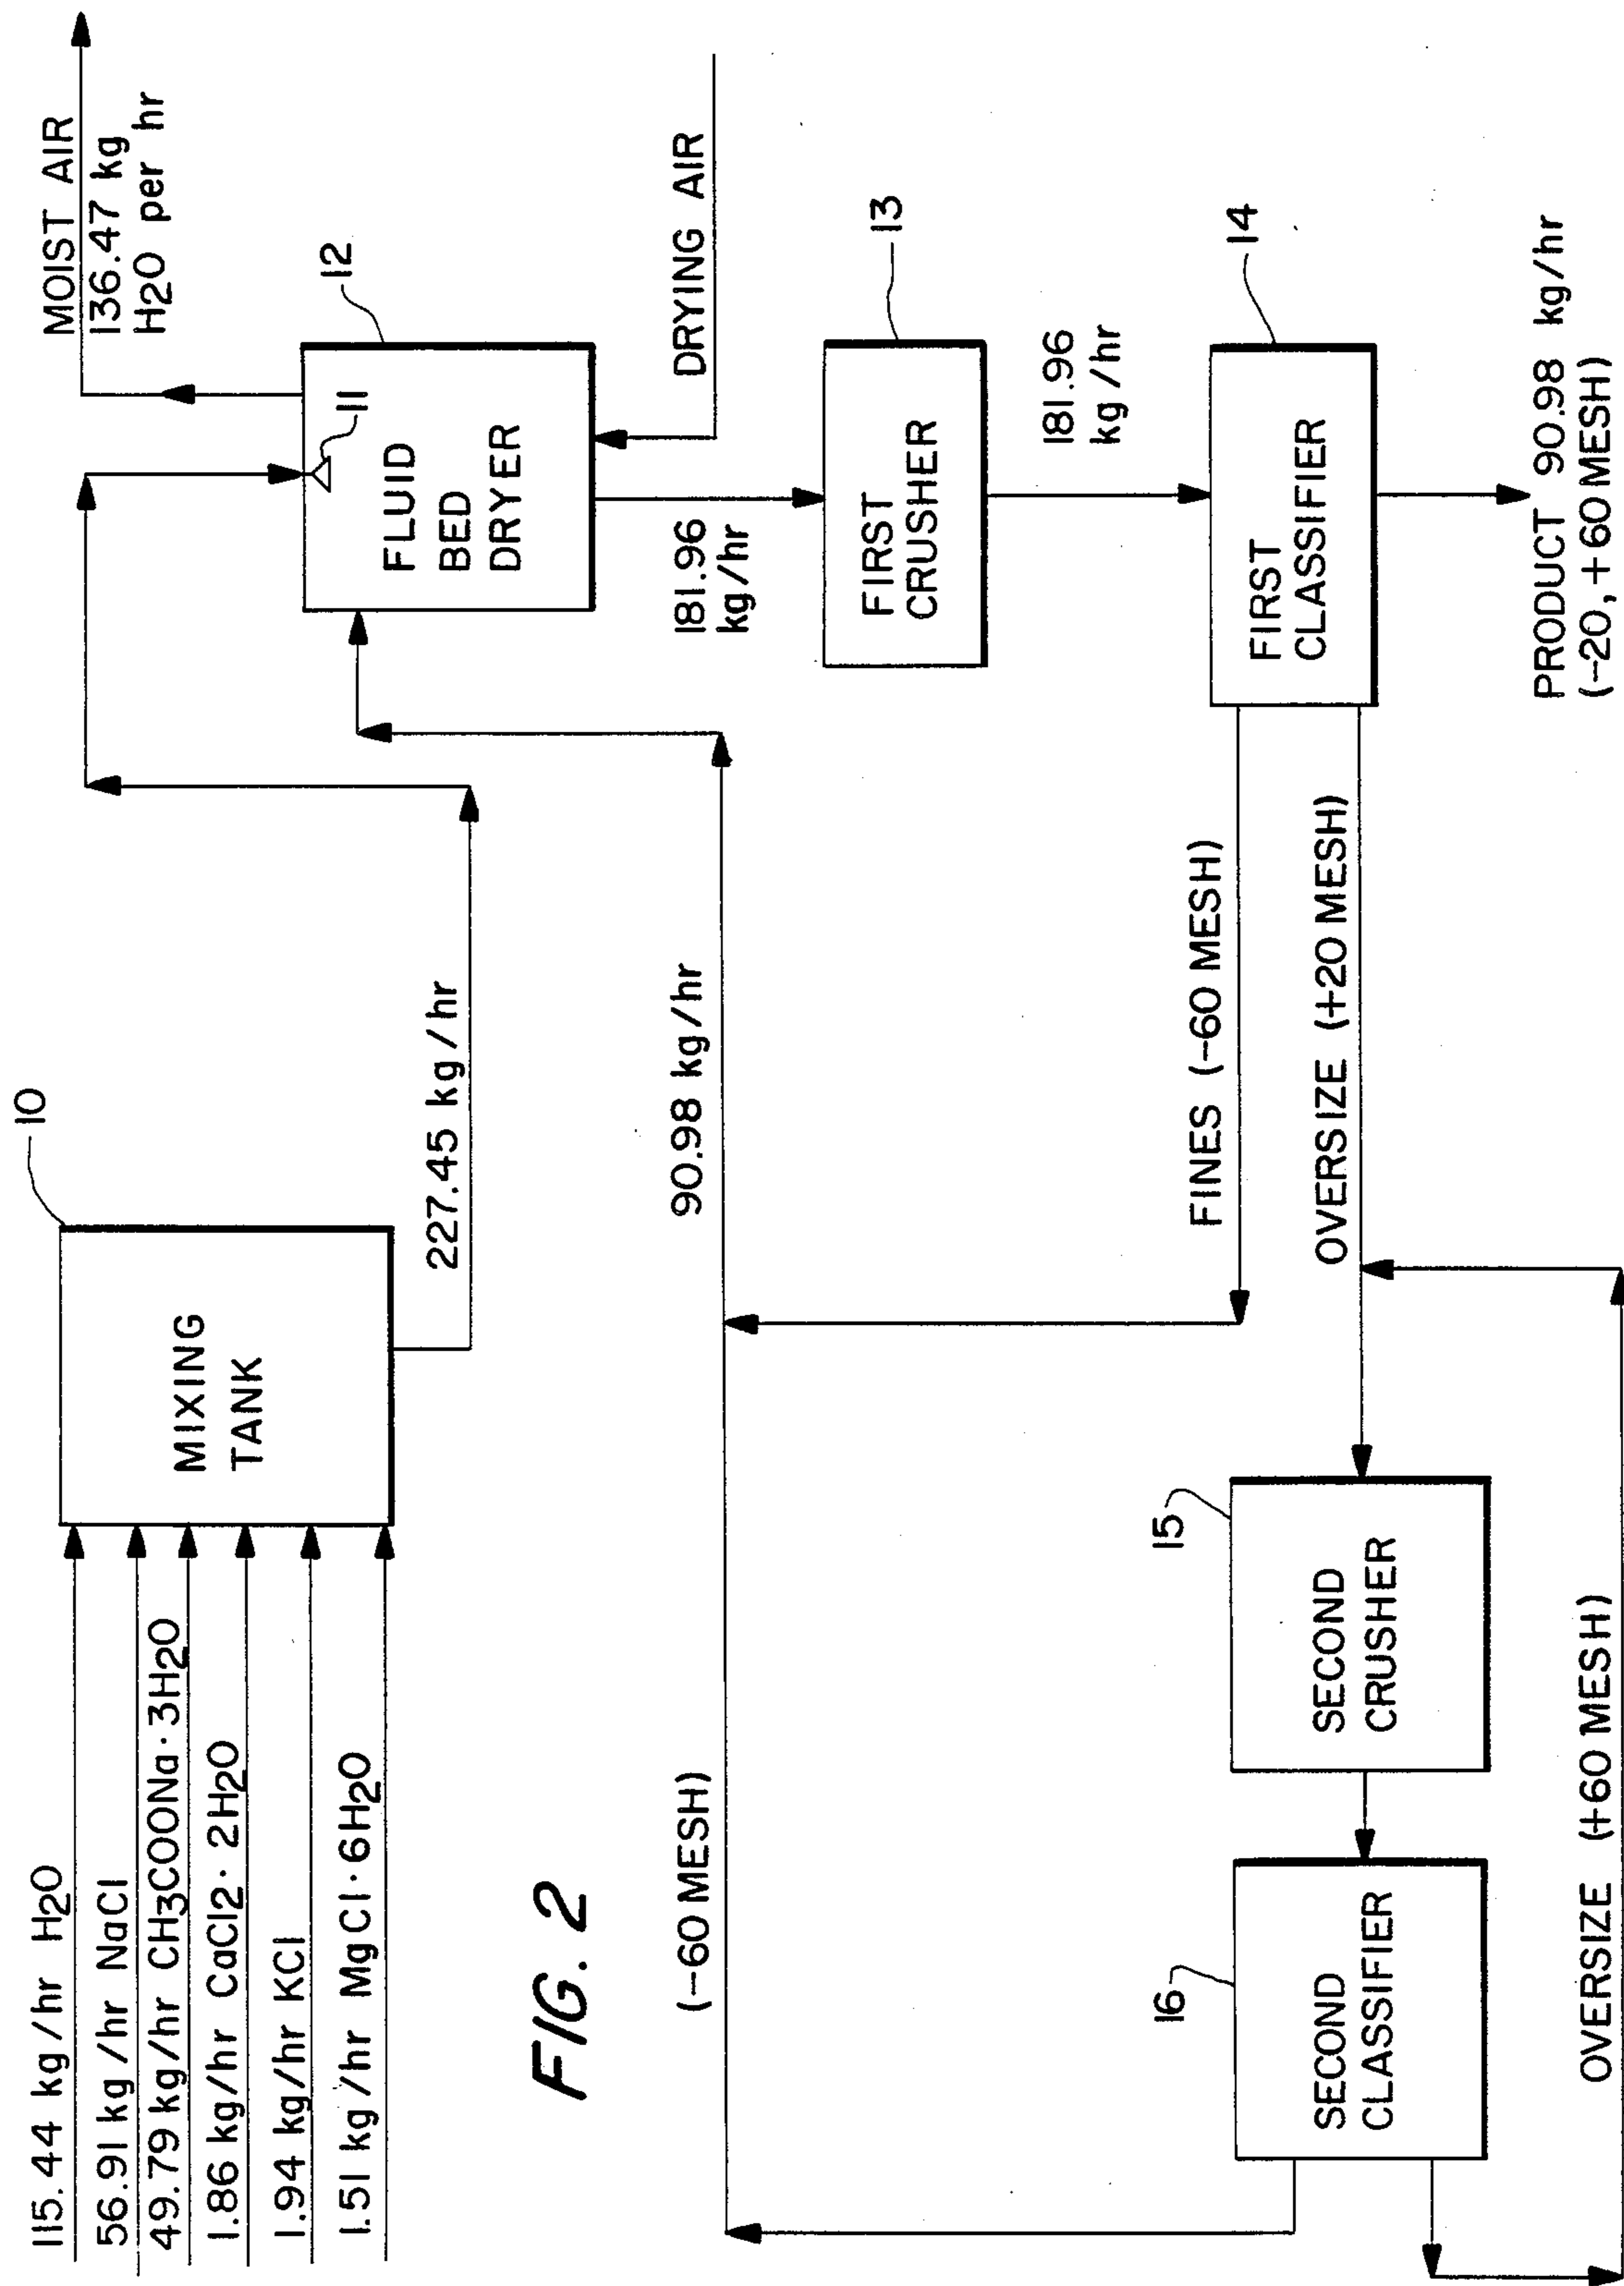 115.44 kg/hr H2O
56.91 kg/hr NaCl
49.79 kg/hr CH3COONa·3H2O
1.86 kg/hr CaCl2·2H2O
1.94 kg/hr KCl
1.51 kg/hr MgCl·6H2O
10
MIXING
TANK
227.45 kg/hr
MOIST AIR
136.47 kg
H2O per hr
11
12
FLUID
BED
DRYER
DRYING AIR
181.96
kg/hr
13
FIRST
CRUSHER
181.96
kg/hr
14
FIRST
CLASSIFIER
PRODUCT 90.98 kg/hr
(-20,+60MESH)
FIG. 2
(-60 MESH)
90.98 kg/hr
FINES (-60 MESH)
OVERSIZE (+20 MESH)
15
SECOND
CRUSHER
16
SECOND
CLASSIFIER
OVERSIZE (+60 MESH)